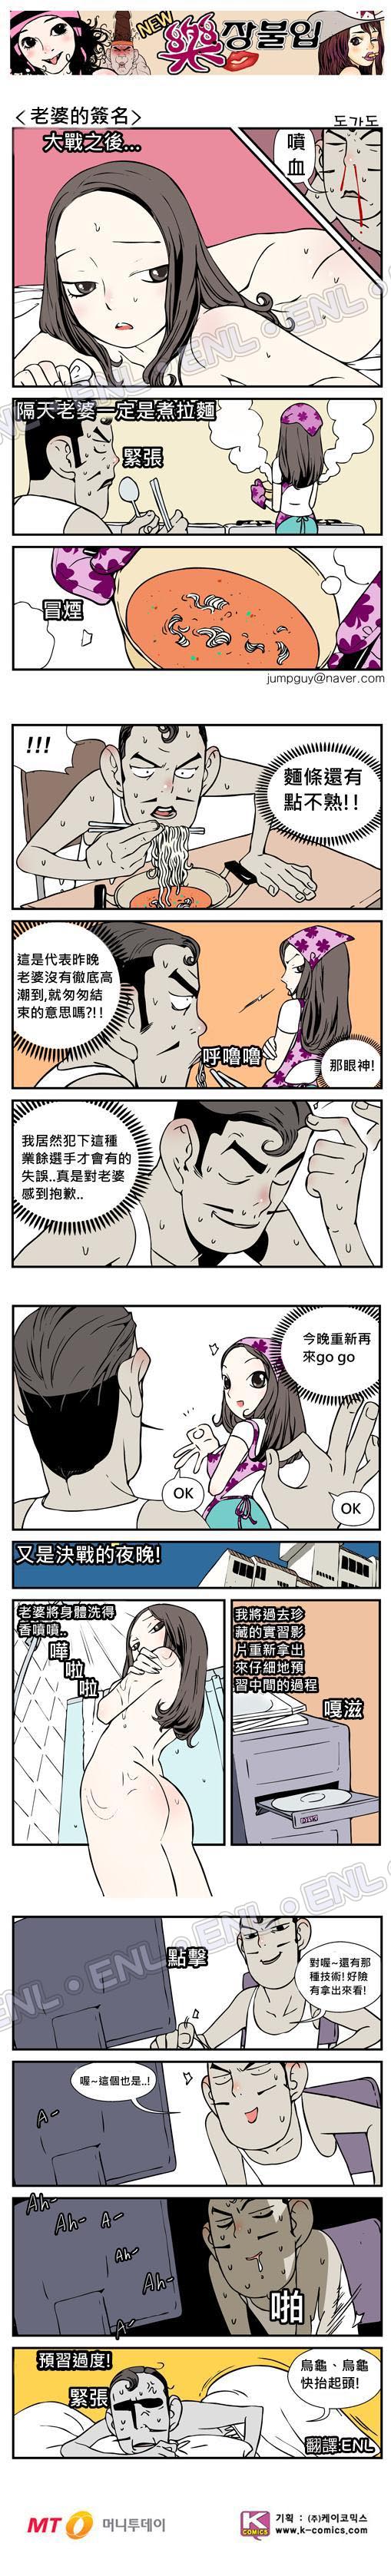 NEW 樂 장불입
<老婆的簽名>
도가도
大戰之後...
噴
血
ENL • ENL • ENL
隔天老婆一定是煮拉麵
緊張
冒煙
jumpguy@naver.com
!!!
麵條還有
點不熟!!
這是代表昨晚
老婆沒有徹底高
潮到,就匆匆結
束的意思嗎?!!
呼嚕嚕
那眼神!
我居然犯下這種
業餘選手才會有的
失誤..真是對老婆
感到抱歉..
今晚重新再
來go go
OK
OK
又是決戰的夜晚!
老婆將身體洗得
香噴噴..
嘩
啦
啦
我將過去珍
藏的實習影
片重新拿出
來仔細地預
習中間的過程
嘎滋
ENL • ENL • ENL • ENL
點擊
對喔~還有那
種技術!好險
有拿出來看!
喔~這個也是..!
A-
Ah-
Ah-
A-
Ah-
Ah-
A-
啪
預習過度!
緊張
烏龜、烏龜
快抬起頭!
翻譯:ENL
MT 머니투데이
K COMICS
기획 : (주)케이코믹스
www.k-comics.com